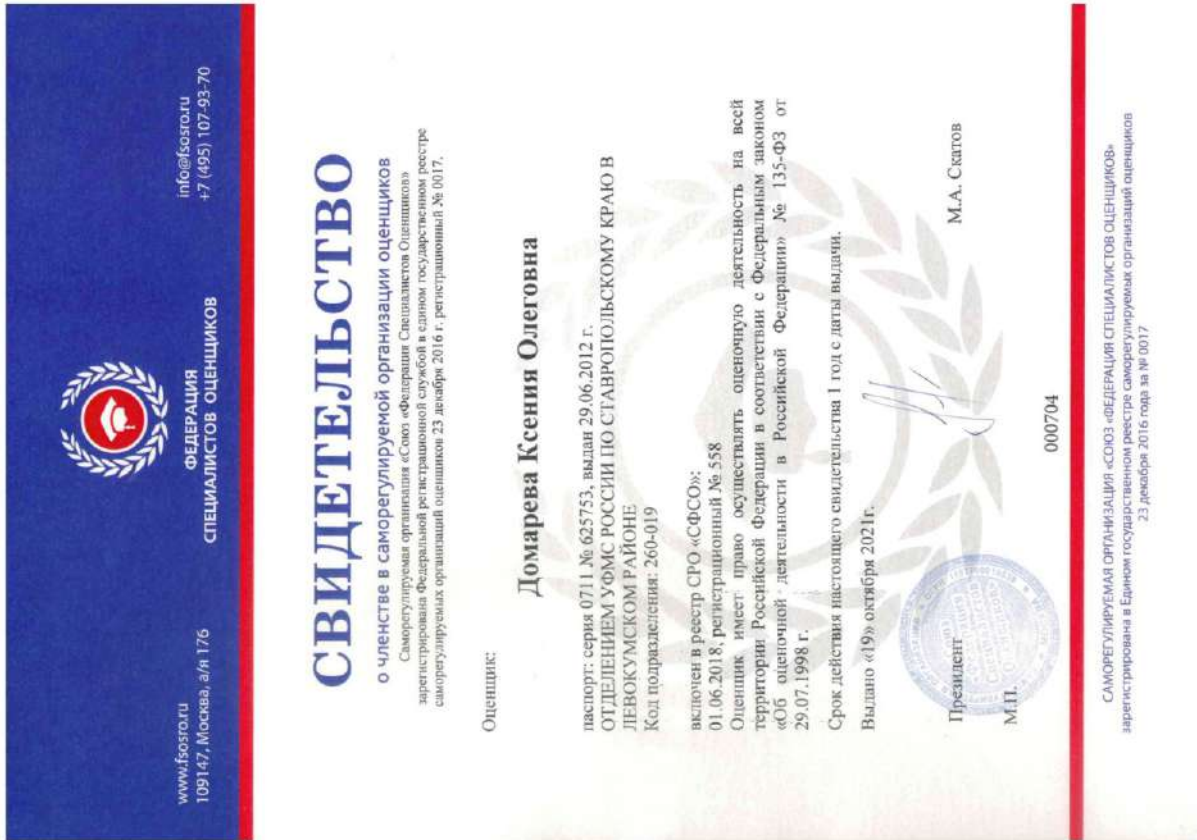 www.fsosro.ru
109147, Москва, а/я 176
ФЕДЕРАЦИЯ
СПЕЦИАЛИСТОВ ОЦЕНЩИКОВ
info@fsosro.ru
+7 (495) 107-93-70
СВИДЕТЕЛЬСТВО
о членстве в саморегулируемой организации оценщиков
Саморегулируемая организация «Союз «Федерация Специалистов Оценщиков»
зарегистрирована Федеральной регистрационной службой в едином государственном реестре
саморегулируемых организаций оценщиков 23 декабря 2016 г. регистрационный № 0017.
Оценщик:
Домарева Ксения Олеговна
паспорт: серия 0711 № 625753, выдан 29.06.2012 г.
ОТДЕЛЕНИЕМ УФМС РОССИИ ПО СТАВРОПОЛЬСКОМУ КРАЮ В
ЛЕВОКУМСКОМ РАЙОНЕ
Код подразделения: 260-019
включен в реестр СРО «СФСО»:
01.06.2018, регистрационный № 558
Оценщик имеет право осуществлять оценочную деятельность на всей
территории Российской Федерации в соответствии с Федеральным законом
«Об оценочной деятельности в Российской Федерации» № 135-ФЗ от
29.07.1998 г.
Срок действия настоящего свидетельства 1 год с даты выдачи.
Выдано «19» октября 2021г.
Президент
М.А. Скатов
М.П.
000704
САМОРЕГУЛИРУЕМАЯ ОРГАНИЗАЦИЯ «СОЮЗ «ФЕДЕРАЦИЯ СПЕЦИАЛИСТОВ ОЦЕНЩИКОВ»
зарегистрирована в Едином государственном реестре саморегулируемых организаций оценщиков
23 декабря 2016 года за № 0017